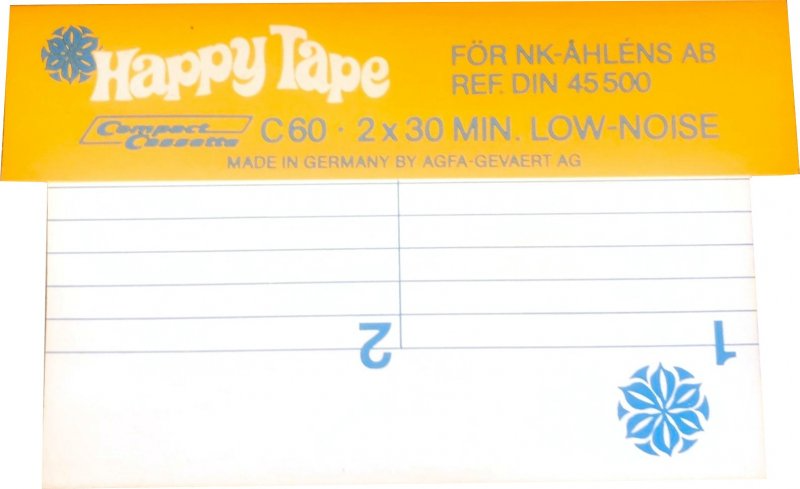 Happy Tape
FÖR NK-ÅHLÉNS AB
REF. DIN 45 500
Compact
Cassette
C60 · 2 x 30 MIN. LOW-NOISE
MADE IN GERMANY BY AGFA-GEVAERT AG
2
1